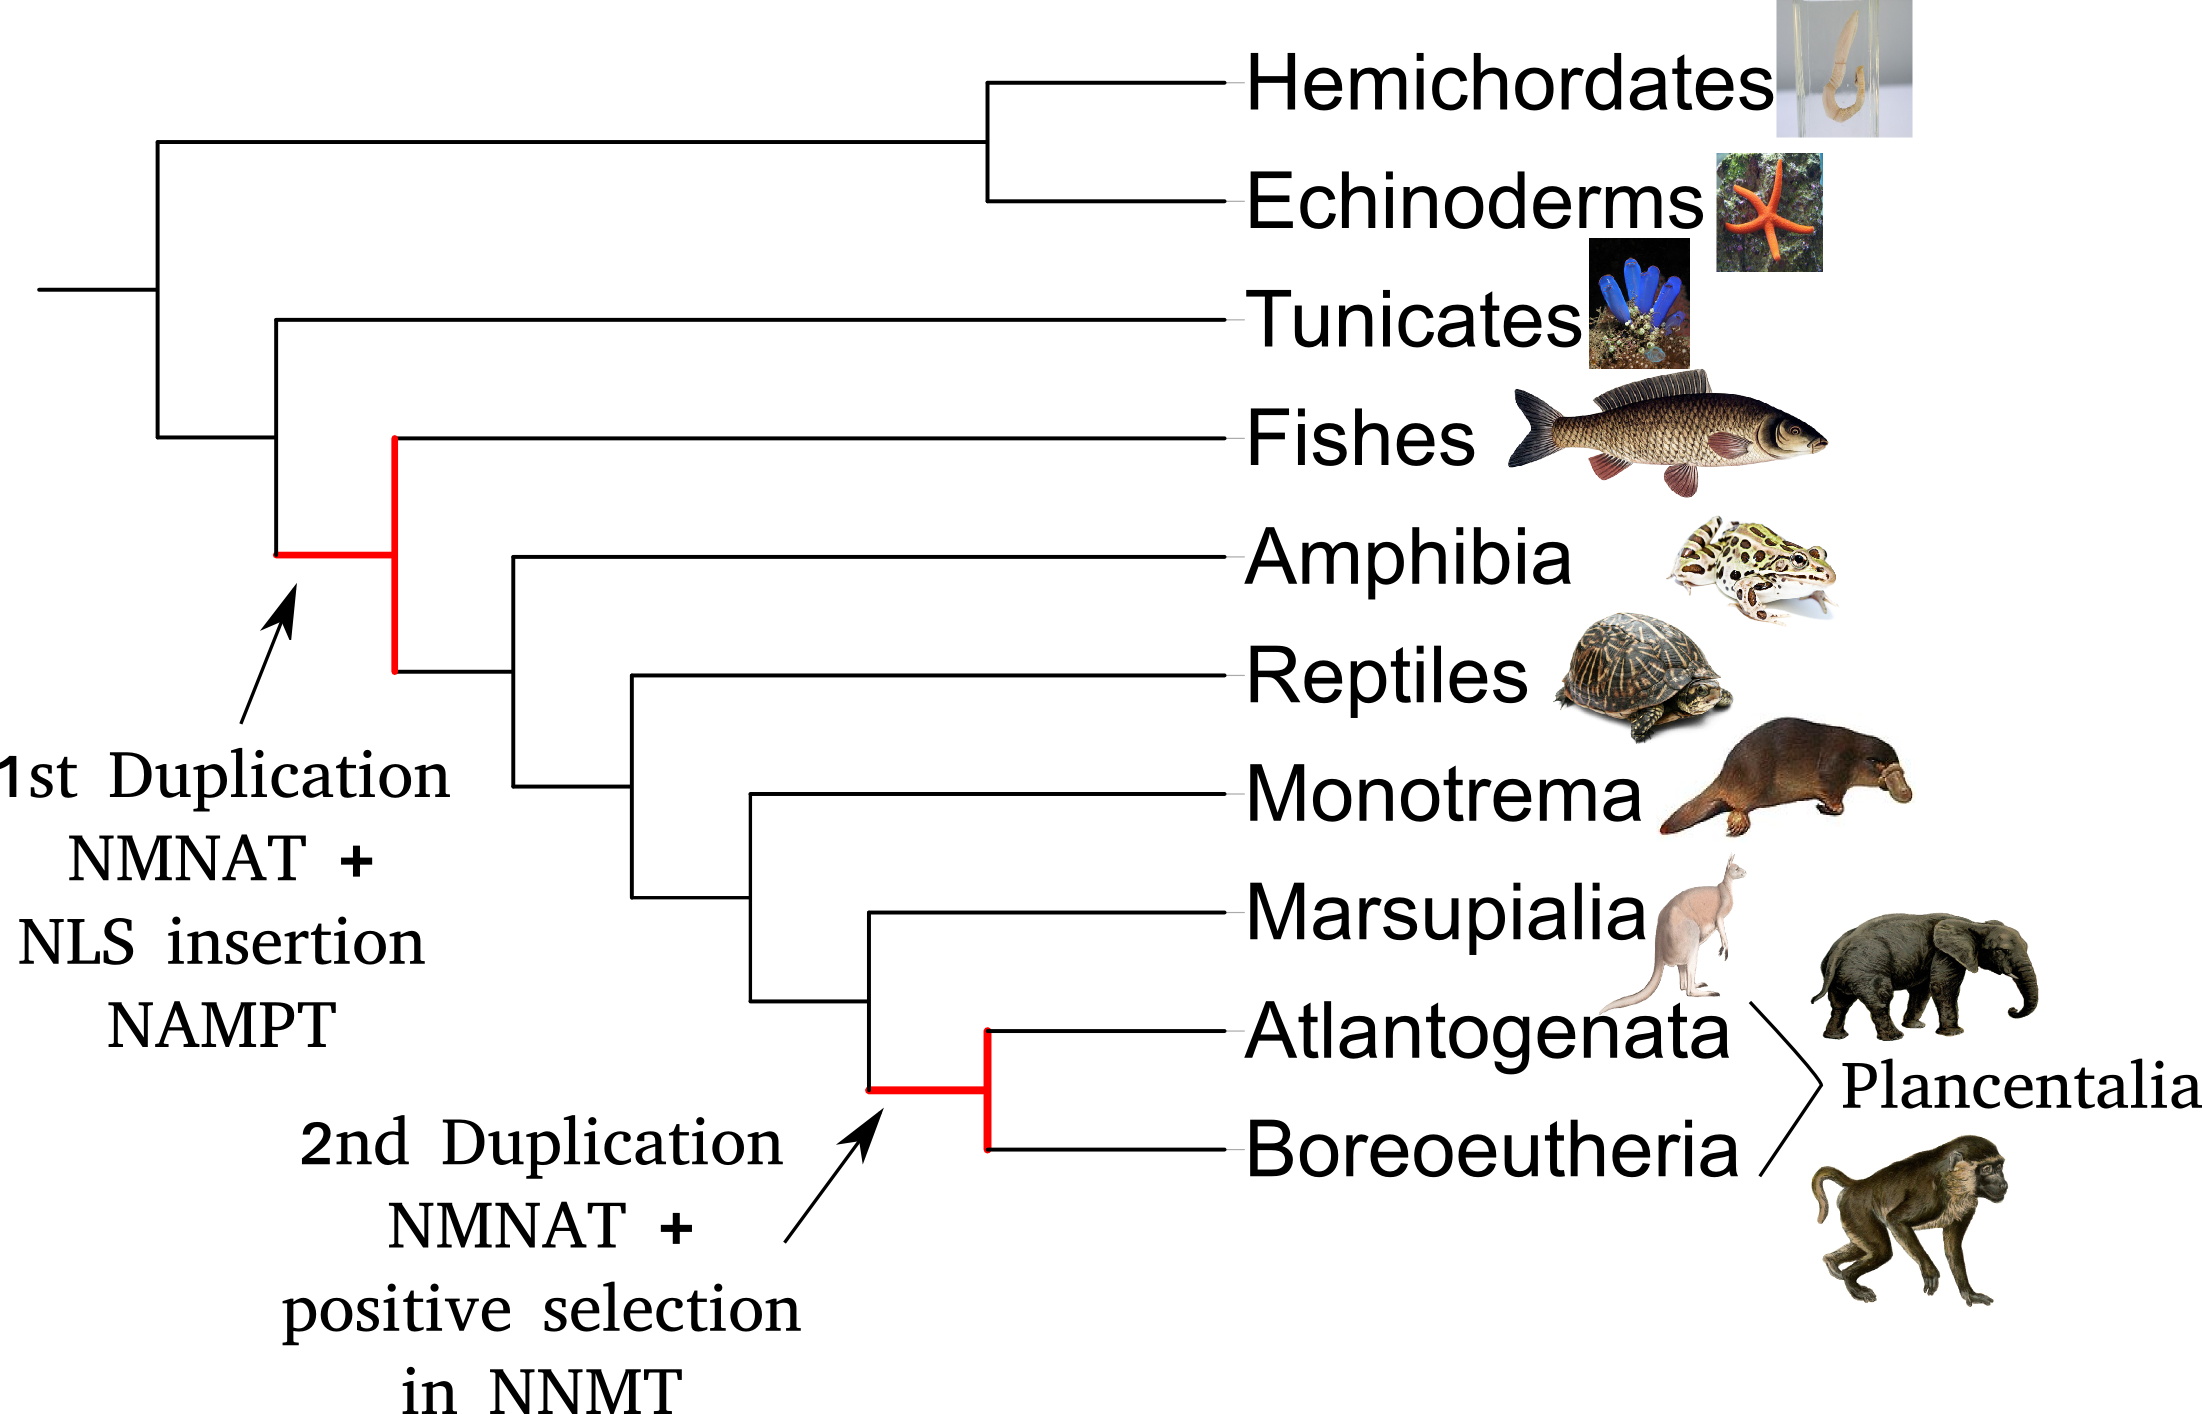 Hemichordates
Echinoderms
Tunicates
Fishes
Amphibia
Reptiles
Monotrema
Marsupialia
Atlantogenata
Boreoeutheria
Plancentalia
1st Duplication
NMNAT +
NLS insertion
NAMPT
2nd Duplication
NMNAT +
positive selection
in NNMT